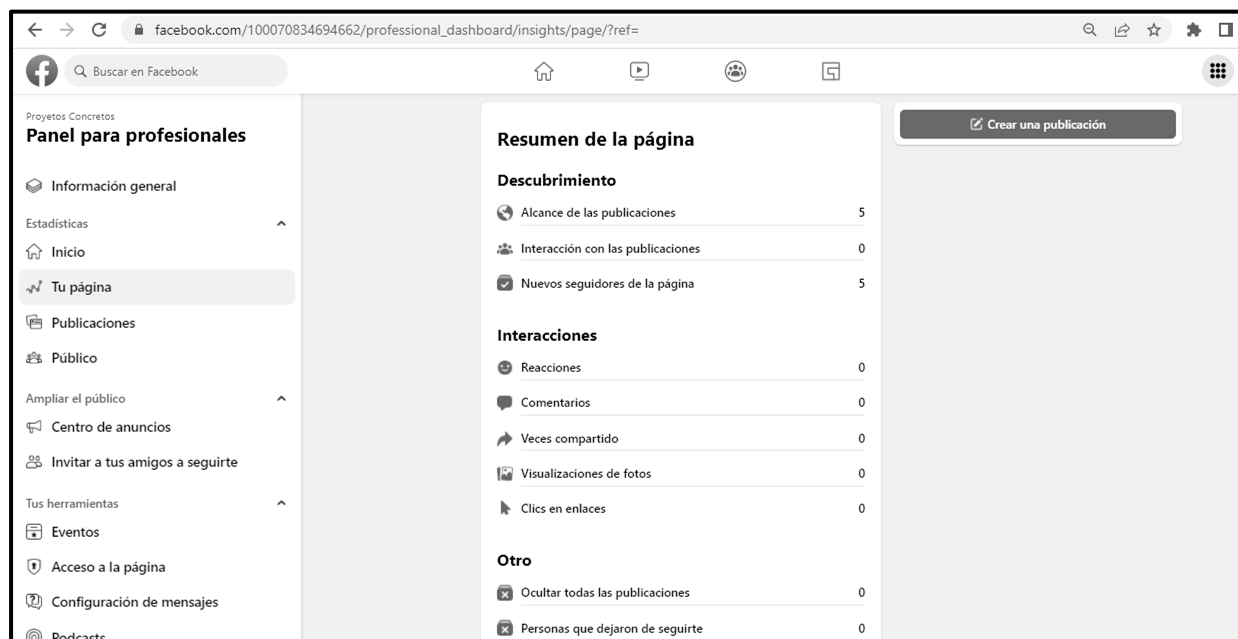 facebook.com/100070834694662/professional_dashboard/insights/page/?ref=
Buscar en Facebook
Proyetos Concretos
Panel para profesionales
Información general
Estadísticas
Inicio
Tu página
Publicaciones
Público
Ampliar el público
Centro de anuncios
Invitar a tus amigos a seguirte
Tus herramientas
Eventos
Acceso a la página
Configuración de mensajes
Podcasts
Resumen de la página
Descubrimiento
Alcance de las publicaciones 5
Interacción con las publicaciones 0
Nuevos seguidores de la página 5
Interacciones
Reacciones 0
Comentarios 0
Veces compartido 0
Visualizaciones de fotos 0
Clics en enlaces 0
Otro
Ocultar todas las publicaciones 0
Personas que dejaron de seguirte 0
Crear una publicación